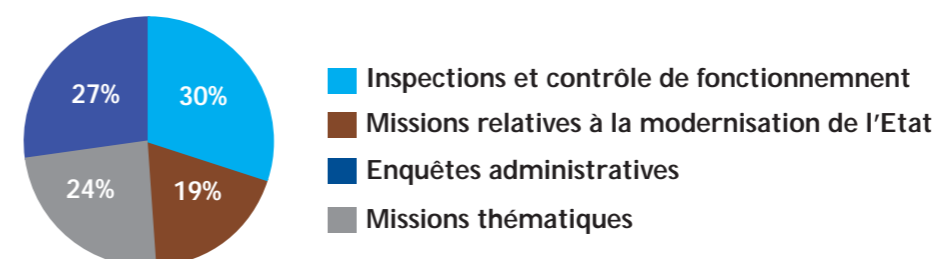 27%
30%
24%
19%
Inspections et contrôle de fonctionnemnent
Missions relatives à la modernisation de l'Etat
Enquêtes administratives
Missions thématiques